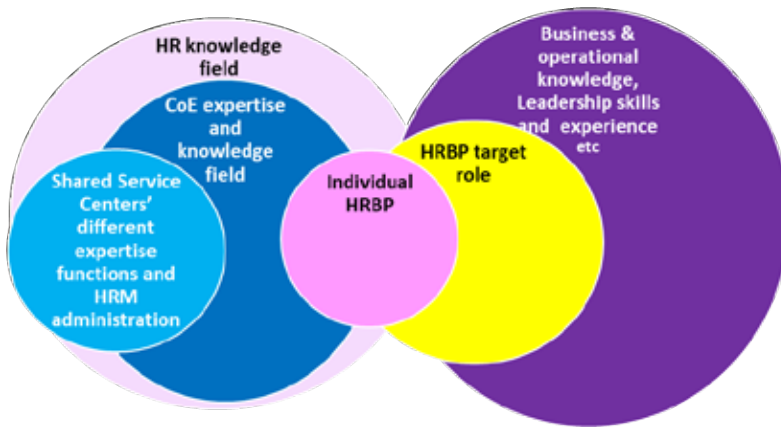 HR knowledge
field
CoE expertise
and
knowledge
field
Shared Service
Centers'
different
expertise
functions and
HRM
administration
Individual
HRBP
HRBP target
role
Business &
operational
knowledge,
Leadership skills
and experience
etc